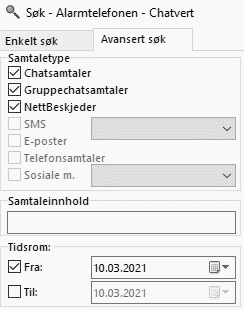 Søk - Alarmtelefonen - Chatvert
Enkelt søk
Avansert søk
Samtaletype
Chatsamtaler
Gruppechatsamtaler
NettBeskjeder
SMS
E-poster
Telefonsamtaler
Sosiale m.
Samtaleinnhold
Tidsrom:
Fra: 10.03.2021
Til: 10.03.2021